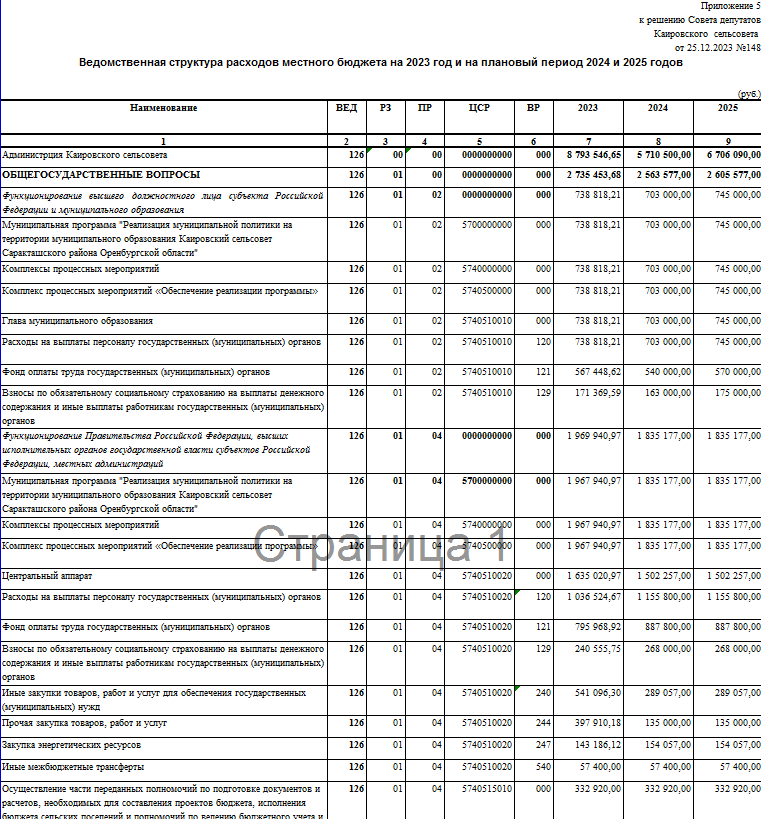 Приложение 5
к решению Совета депутатов
Каировского сельсовета
от 25.12.2023 №148
Ведомственная структура расходов местного бюджета на 2023 год и на плановый период 2024 и 2025 годов
(руб.)
Наименование ВЕД РЗ ПР ЦСР ВР 2023 2024 2025
1 2 3 4 5 6 7 8 9
Администрция Каировского сельсовета 126 00 00 0000000000 000 8 793 546,65 5 710 500,00 6 706 090,00
ОБЩЕГОСУДАРСТВЕННЫЕ ВОПРОСЫ 126 01 00 0000000000 000 2 735 453,68 2 563 577,00 2 605 577,00
Функционирование высшего должностного лица субъекта Российской 126 01 02 0000000000 000 738 818,21 703 000,00 745 000,00
Федерации и муниципального образования
Муниципальная программа "Реализация муниципальной политики на 126 01 02 5700000000 000 738 818,21 703 000,00 745 000,00
территории муниципального образования Каировский сельсовет
Саракташского района Оренбургской области"
Комплексы процессных мероприятий 126 01 02 5740000000 000 738 818,21 703 000,00 745 000,00
Комплекс процессных мероприятий «Обеспечение реализации программы» 126 01 02 5740500000 000 738 818,21 703 000,00 745 000,00
Глава муниципального образования 126 01 02 5740510010 000 738 818,21 703 000,00 745 000,00
Расходы на выплаты персоналу государственных (муниципальных) органов 126 01 02 5740510010 120 738 818,21 703 000,00 745 000,00
Фонд оплаты труда государственных (муниципальных) органов 126 01 02 5740510010 121 567 448,62 540 000,00 570 000,00
Взносы по обязательному социальному страхованию на выплаты денежного 126 01 02 5740510010 129 171 369,59 163 000,00 175 000,00
содержания и иные выплаты работникам государственных (муниципальных)
органов
Функционирование Правительства Российской Федерации, высших 126 01 04 0000000000 000 1 969 940,97 1 835 177,00 1 835 177,00
исполнительных органов государственной власти субъектов Российской
Федерации, местных администраций
Муниципальная программа "Реализация муниципальной политики на 126 01 04 5700000000 000 1 967 940,97 1 835 177,00 1 835 177,00
территории муниципального образования Каировский сельсовет
Саракташского района Оренбургской области"
Комплексы процессных мероприятий 126 01 04 5740000000 000 1 967 940,97 1 835 177,00 1 835 177,00
Страница 1
Комплекс процессных мероприятий «Обеспечение реализации программы» 126 01 04 5740500000 000 1 967 940,97 1 835 177,00 1 835 177,00
Центральный аппарат 126 01 04 5740510020 000 1 635 020,97 1 502 257,00 1 502 257,00
Расходы на выплаты персоналу государственных (муниципальных) органов 126 01 04 5740510020 120 1 036 524,67 1 155 800,00 1 155 800,00
Фонд оплаты труда государственных (муниципальных) органов 126 01 04 5740510020 121 795 968,92 887 800,00 887 800,00
Взносы по обязательному социальному страхованию на выплаты денежного 126 01 04 5740510020 129 240 555,75 268 000,00 268 000,00
содержания и иные выплаты работникам государственных (муниципальных)
органов
Иные закупки товаров, работ и услуг для обеспечения государственных 126 01 04 5740510020 240 541 096,30 289 057,00 289 057,00
(муниципальных) нужд
Прочая закупка товаров, работ и услуг 126 01 04 5740510020 244 397 910,18 135 000,00 135 000,00
Закупка энергетических ресурсов 126 01 04 5740510020 247 143 186,12 154 057,00 154 057,00
Иные межбюджетные трансферты 126 01 04 5740510020 540 57 400,00 57 400,00 57 400,00
Осуществление части переданных полномочий по подготовке документов и 126 01 04 5740515010 000 332 920,00 332 920,00 332 920,00
расчетов, необходимых для составления проектов бюджета, исполнения
бюджета сельских поселений и полномочий по ведению бюджетного учета и